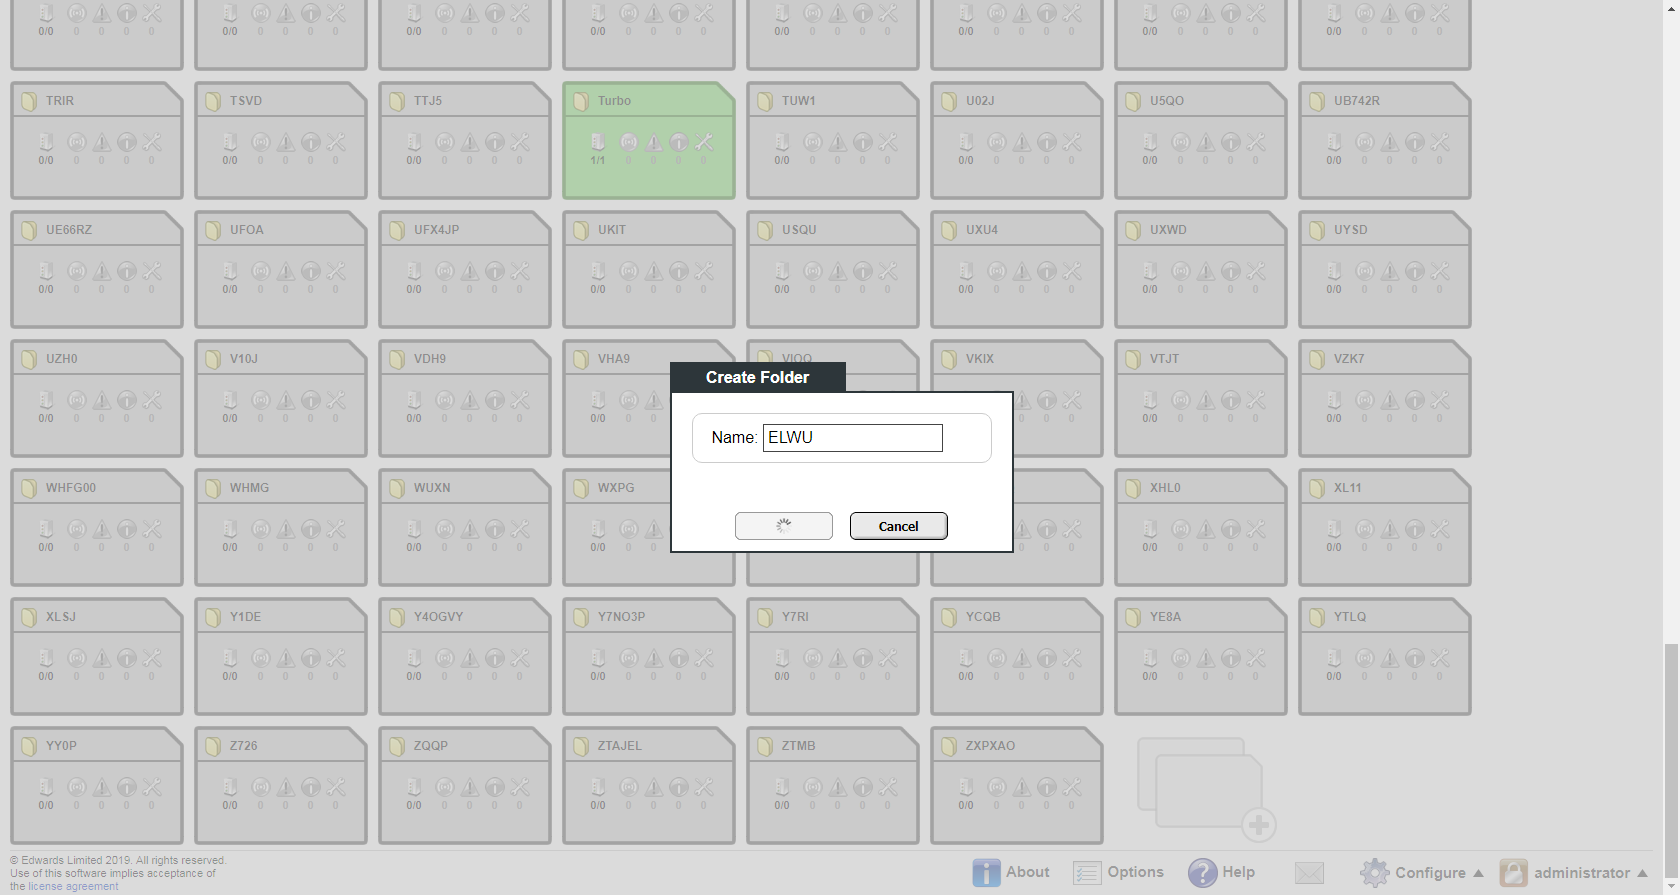 0/0 0 0 0 0 0/0 0 0 0 0 0/0 0 0 0 0 0/0 0 0 0 0 0/0 0 0 0 0 0/0 0 0 0 0 0/0 0 0 0 0 0/0 0 0 0 0
TRIR TSVD TTJ5 Turbo TUW1 U02J U5QO UB742R
0/0 0 0 0 0 0/0 0 0 0 0 0/0 0 0 0 0 1/1 0 0 0 0 0/0 0 0 0 0 0/0 0 0 0 0 0/0 0 0 0 0 0/0 0 0 0 0
UE66RZ UFOA UFX4JP UKIT USQU UXU4 UXWD UYSD
0/0 0 0 0 0 0/0 0 0 0 0 0/0 0 0 0 0 0/0 0 0 0 0 0/0 0 0 0 0 0/0 0 0 0 0 0/0 0 0 0 0 0/0 0 0 0 0
UZH0 V10J VDH9 VHA9 VIOQ VKIX VTJT VZK7
Create Folder
0/0 0 0 0 0 0/0 0 0 0 0 0/0 0 0 0 0 0/0 0 0 0 0/0 0 0 0 0 0/0 0 0 0 0
Name: ELWU
WHFG00 WHMG WUXN WXPG XHL0 XL11
Cancel
0/0 0 0 0 0 0/0 0 0 0 0 0/0 0 0 0 0 0/0 0 0 0 0 0/0 0 0 0 0 0/0 0 0 0 0
XLSJ Y1DE Y4OGVY Y7NO3P Y7RI YCQB YE8A YTLQ
0/0 0 0 0 0 0/0 0 0 0 0 0/0 0 0 0 0 0/0 0 0 0 0 0/0 0 0 0 0 0/0 0 0 0 0 0/0 0 0 0 0 0/0 0 0 0 0
YY0P Z726 ZQQP ZTAJEL ZTMB ZXPXAO
0/0 0 0 0 0 0/0 0 0 0 0 0/0 0 0 0 0 0/0 0 0 0 0 0/0 0 0 0 0 0/0 0 0 0 0
© Edwards Limited 2019. All rights reserved.
Use of this software implies acceptance of
the license agreement
About Options Help Configure administrator